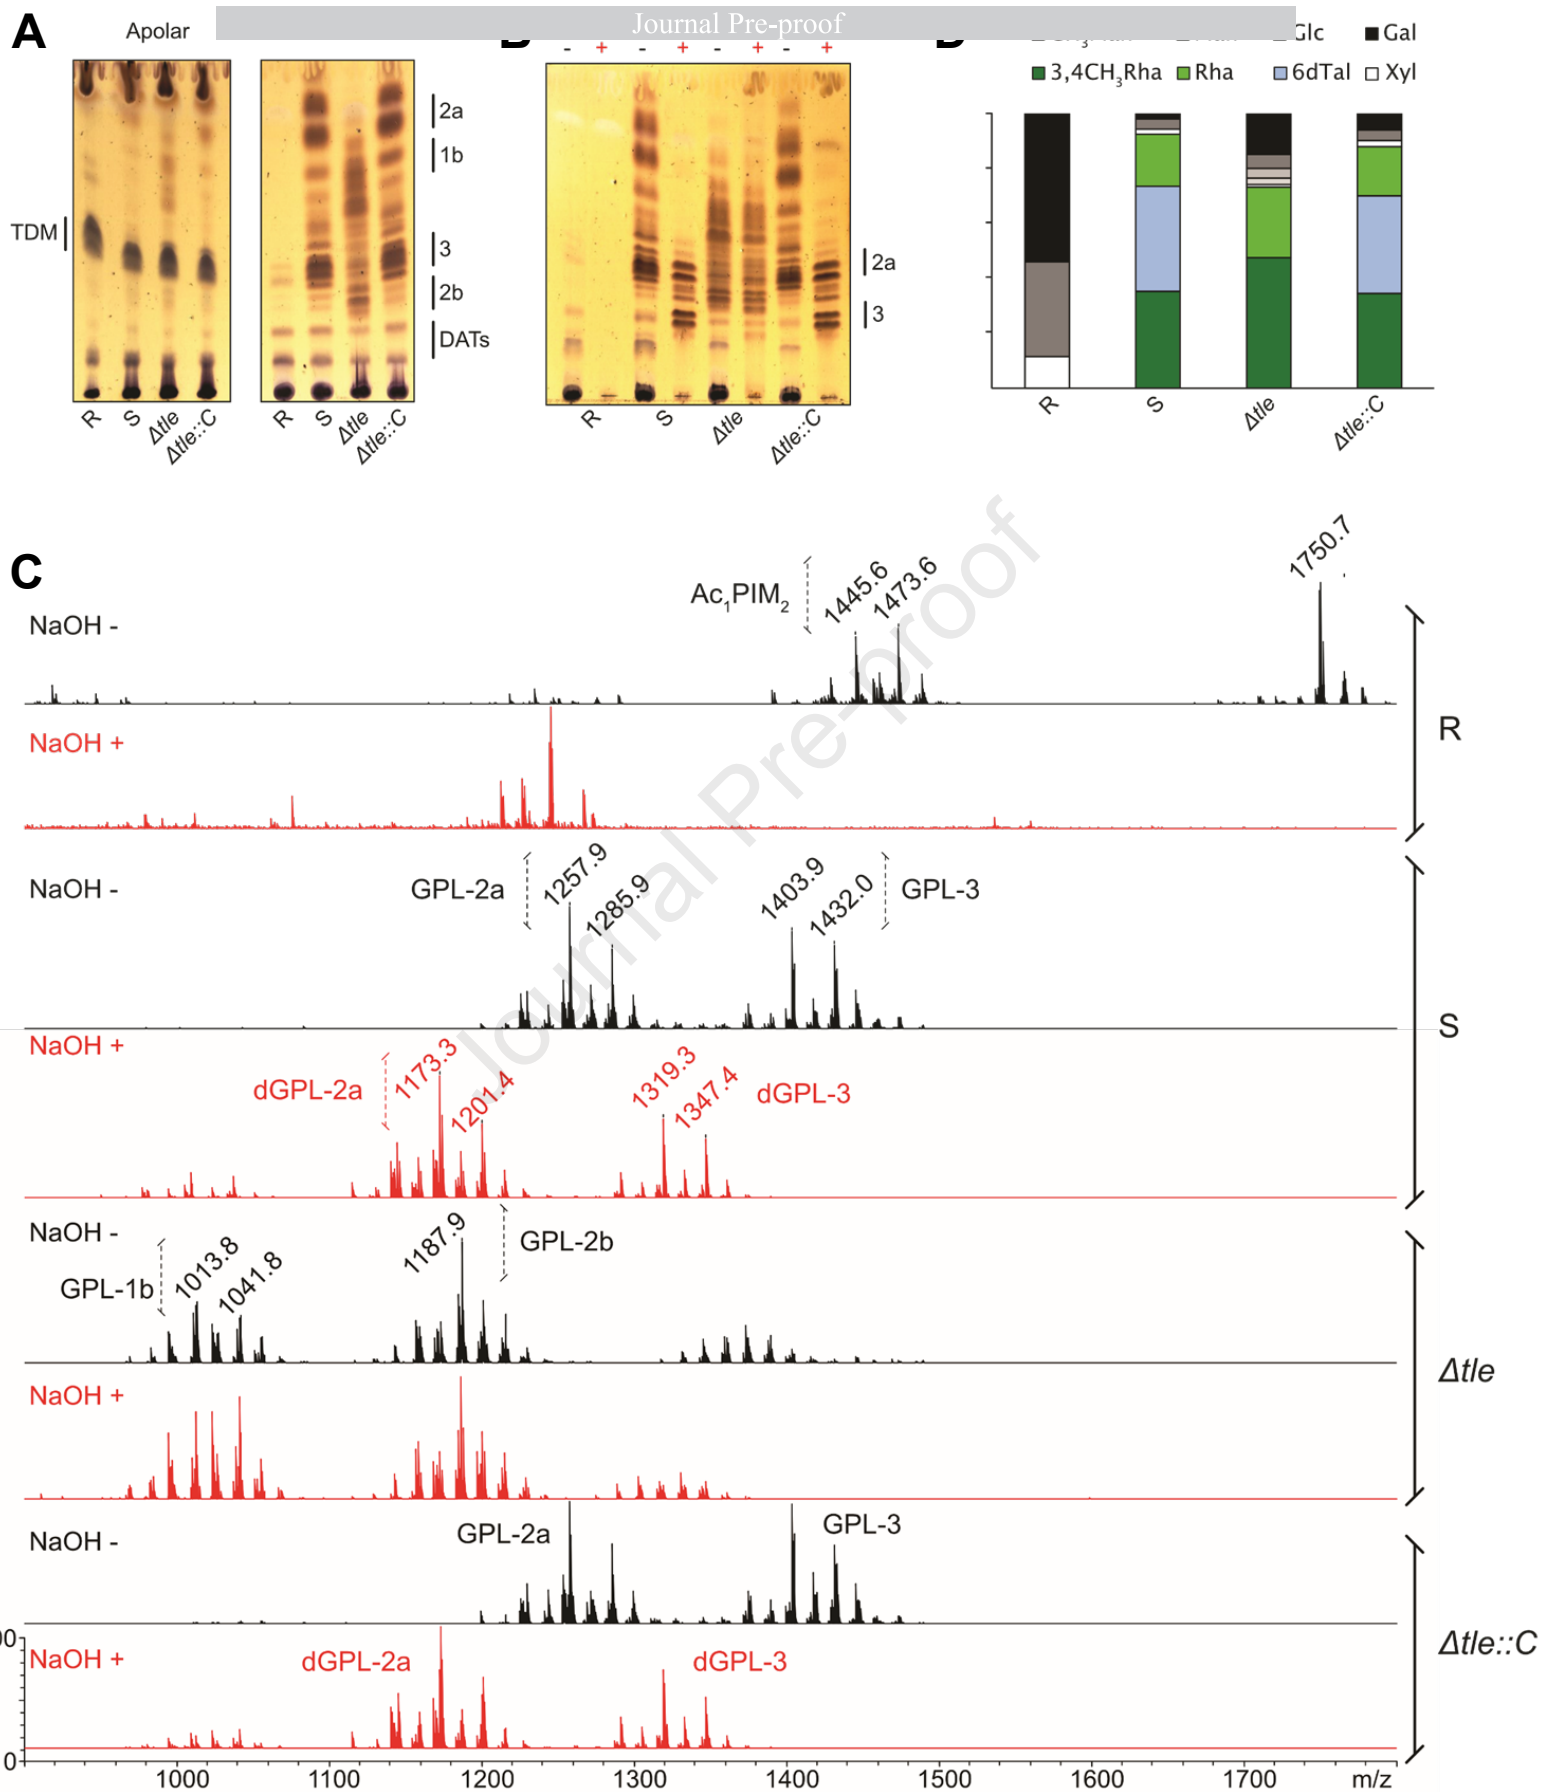 Journal Pre-proof
A
Apolar
TDM
2a
1b
3
2b
DATs
R S Δtle Δtle::C
R S Δtle Δtle::C
- + - + - + - +
2a
3
R S Δtle Δtle::C
Glc Gal
3,4CH3Rha Rha 6dTal Xyl
R S Δtle Δtle::C
C
NaOH -
Ac1PIM2
1445.6
1473.6
1750.7
NaOH +
R
NaOH -
GPL-2a
1257.9
1285.9
1403.9
1432.0
GPL-3
NaOH +
dGPL-2a
1173.3
1201.4
1319.3
1347.4
dGPL-3
S
NaOH -
GPL-1b
1013.8
1041.8
1187.9
GPL-2b
NaOH +
Δtle
NaOH -
GPL-2a
GPL-3
NaOH +
dGPL-2a
dGPL-3
Δtle::C
0
1000 1100 1200 1300 1400 1500 1600 1700 m/z
Journal Pre-proof